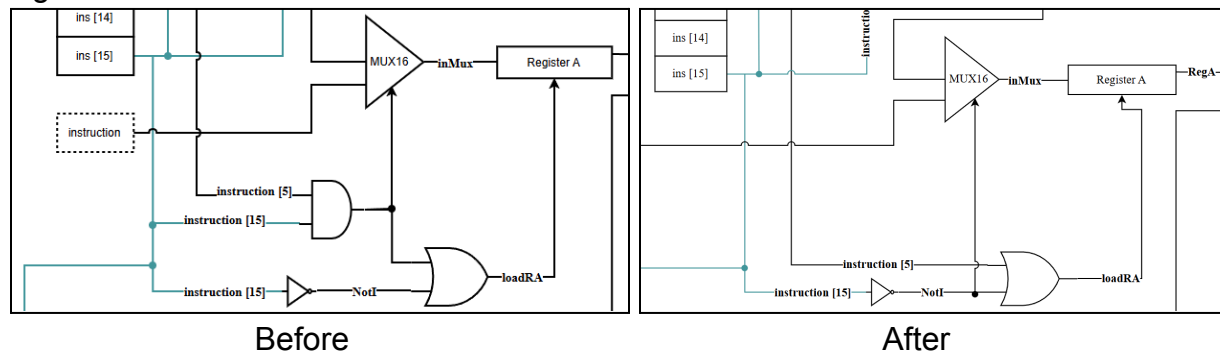 ins [14]
ins [15]
MUX16
inMux
Register A
instruction
instruction [5]
instruction [15]
instruction [15]
NotI
loadRA
Before
ins [14]
ins [15]
instruction
MUX16
inMux
Register A
RegA
instruction [5]
instruction [15]
NotI
loadRA
After